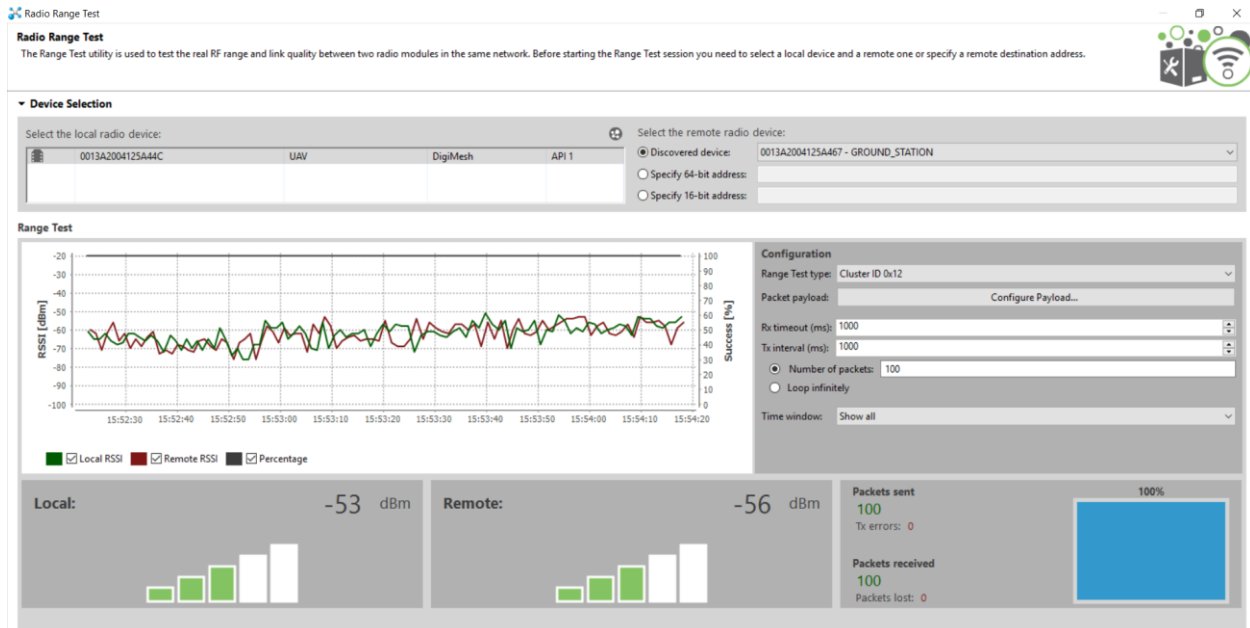 Radio Range Test
Radio Range Test
The Range Test utility is used to test the real RF range and link quality between two radio modules in the same network. Before starting the Range Test session you need to select a local device and a remote one or specify a remote destination address.
Device Selection
Select the local radio device:
0013A2004125A44C UAV DigiMesh API 1
Select the remote radio device:
Discovered device: 0013A2004125A467 - GROUND_STATION
Specify 64-bit address:
Specify 16-bit address:
Range Test
RSSI [dBm]
-20
-30
-40
-50
-60
-70
-80
-90
-100
100
90
80
70
60
50
40
30
20
10
0
Success [%]
15:52:30 15:52:40 15:52:50 15:53:00 15:53:10 15:53:20 15:53:30 15:53:40 15:53:50 15:54:00 15:54:10 15:54:20
Local RSSI Remote RSSI Percentage
Configuration
Range Test type: Cluster ID 0x12
Packet payload: Configure Payload...
Rx timeout (ms): 1000
Tx interval (ms): 1000
Number of packets: 100
Loop infinitely
Time window: Show all
Local: -53 dBm
Remote: -56 dBm
Packets sent
100
Tx errors: 0
Packets received
100
Packets lost: 0
100%